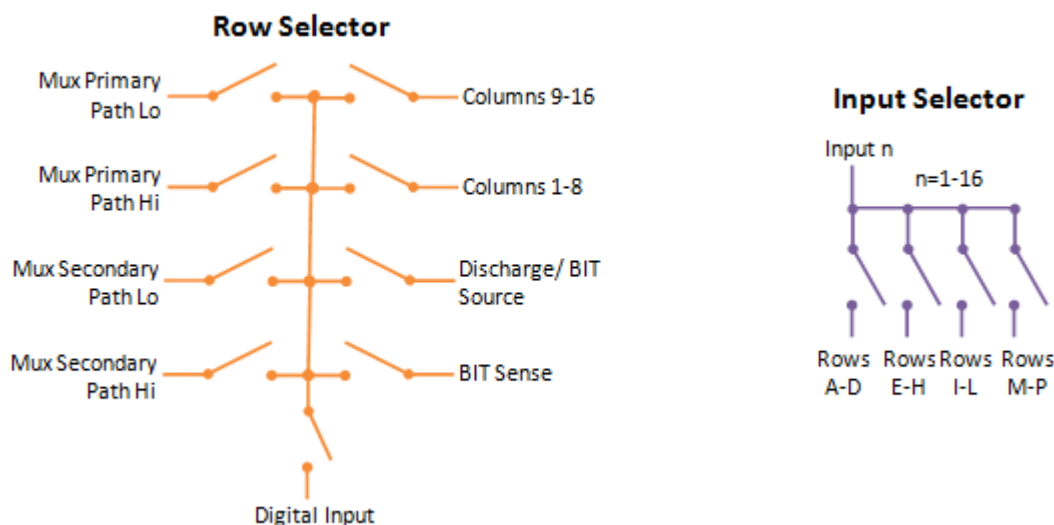 Row Selector
Mux Primary
Path Lo
Columns 9-16
Mux Primary
Path Hi
Columns 1-8
Mux Secondary
Path Lo
Discharge/ BIT
Source
Mux Secondary
Path Hi
BIT Sense
Digital Input
Input Selector
Input n
n=1-16
Rows Rows Rows Rows
A-D E-H I-L M-P